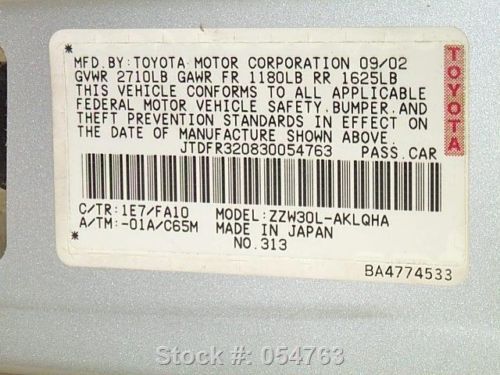 MFD.BY:TOYOTA MOTOR CORPORATION 09/02
GVWR 2710LB GAWR FR 1180LB RR 1625LB
THIS VEHICLE CONFORMS TO ALL APPLICABLE
FEDERAL MOTOR VEHICLE SAFETY, BUMPER, AND
THEFT PREVENTION STANDARDS IN EFFECT ON
THE DATE OF MANUFACTURE SHOWN ABOVE.
JTDFR320830054763 PASS.CAR
TOYOTA
C/TR:1E7/FA10 MODEL:ZZW30L-AKLQHA
A/TM:-01A/C65M MADE IN JAPAN
NO.313
BA4774533
Stock #: 054763